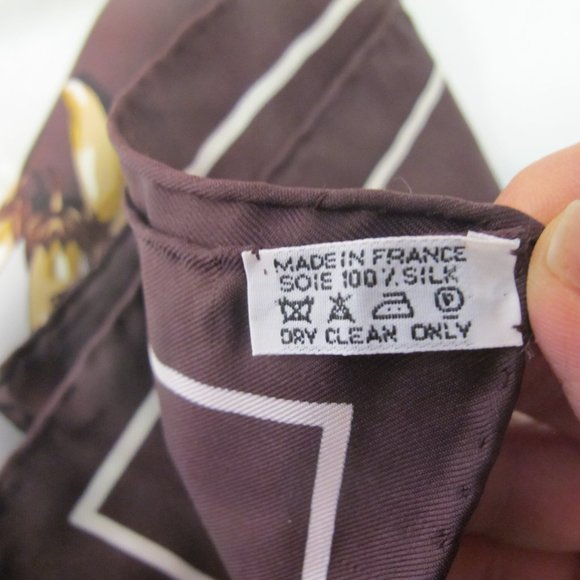 MADE IN FRANCE
SOIE 100% SILK
P
DRY CLEAN ONLY